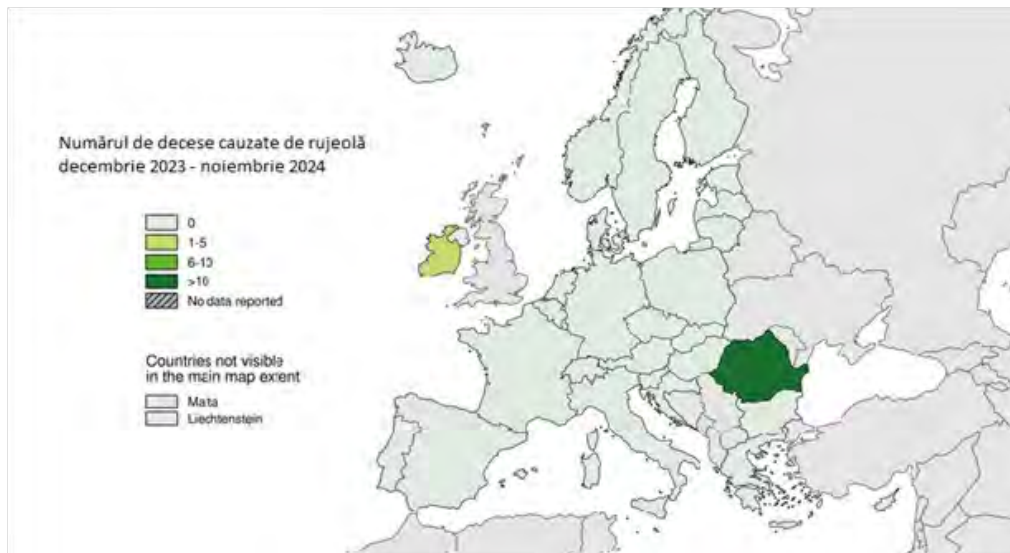 Numărul de decese cauzate de rujeolă
decembrie 2023 - noiembrie 2024
0
1-5
6-10
>10
No data reported
Countries not visible
in the main map extent
Malta
Liechtenstein